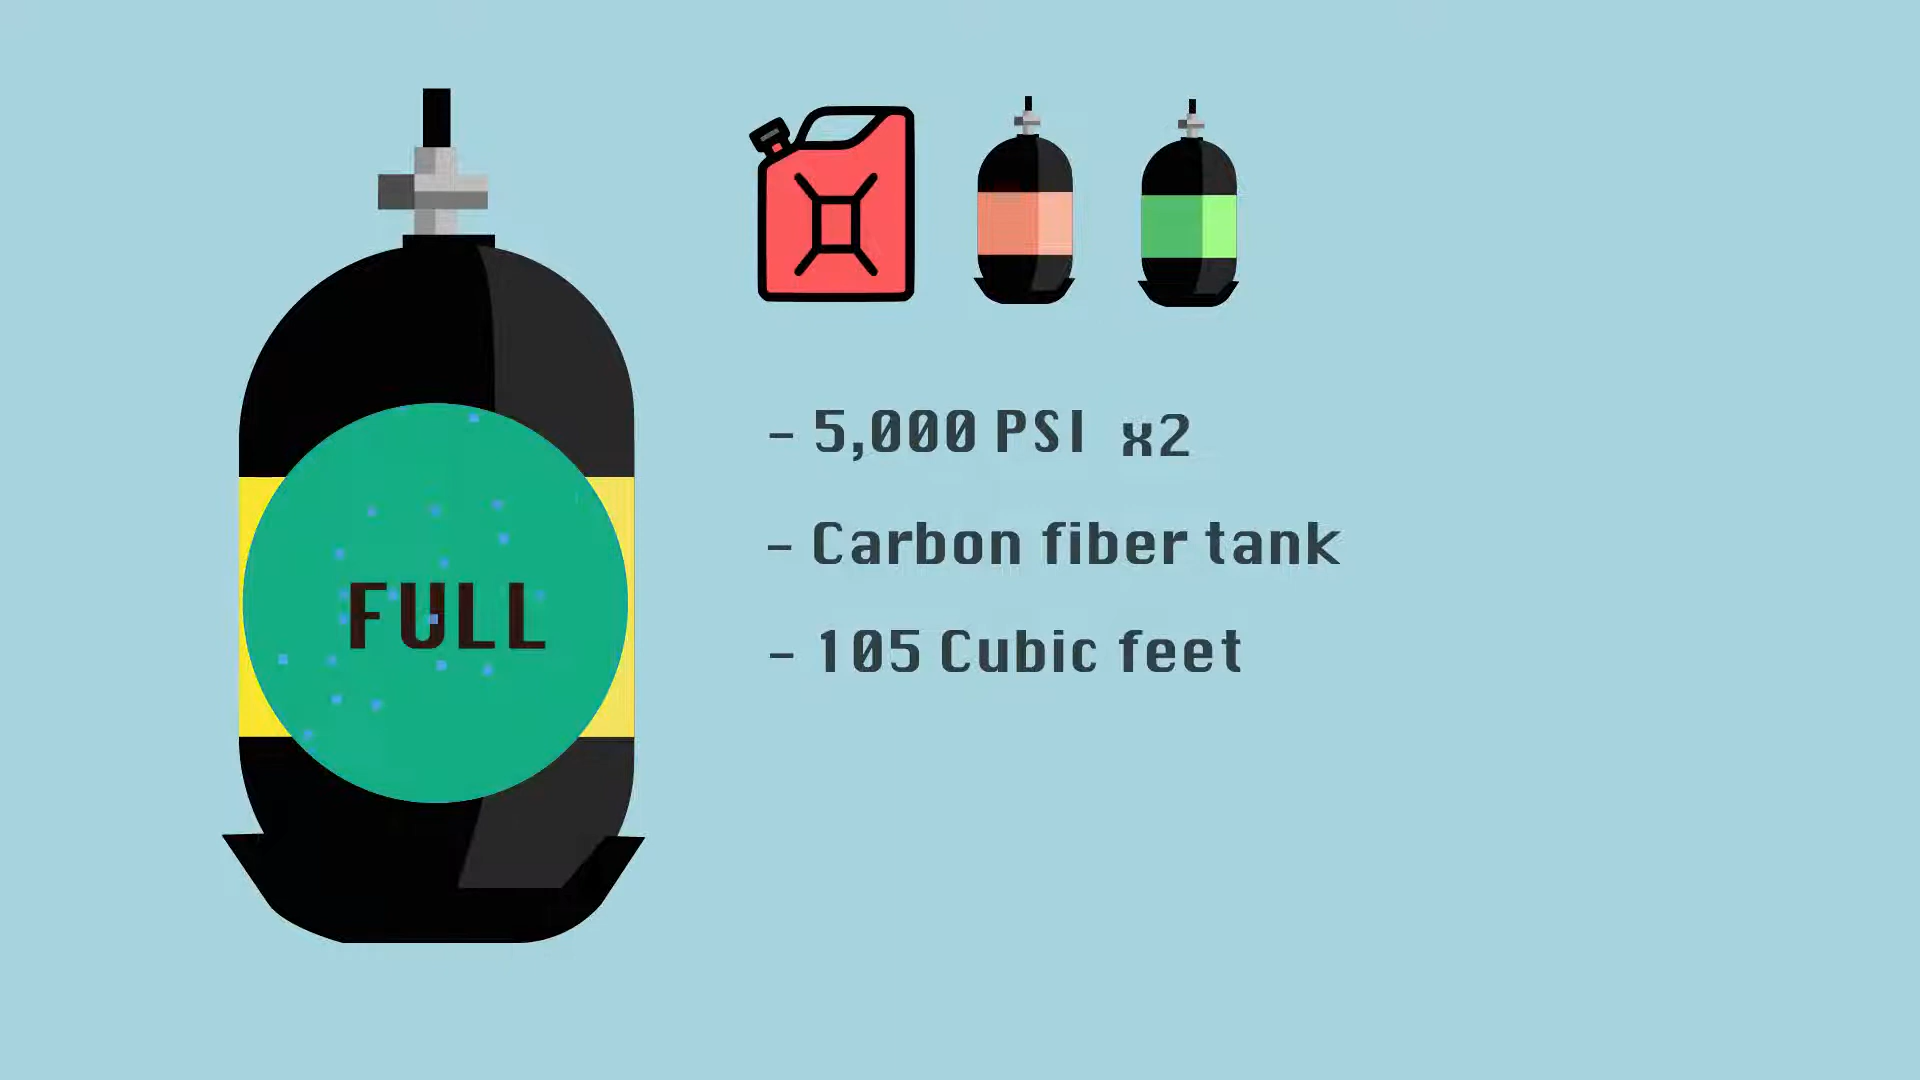 FULL
- 5,000 PSI x2
- Carbon fiber tank
- 105 Cubic feet